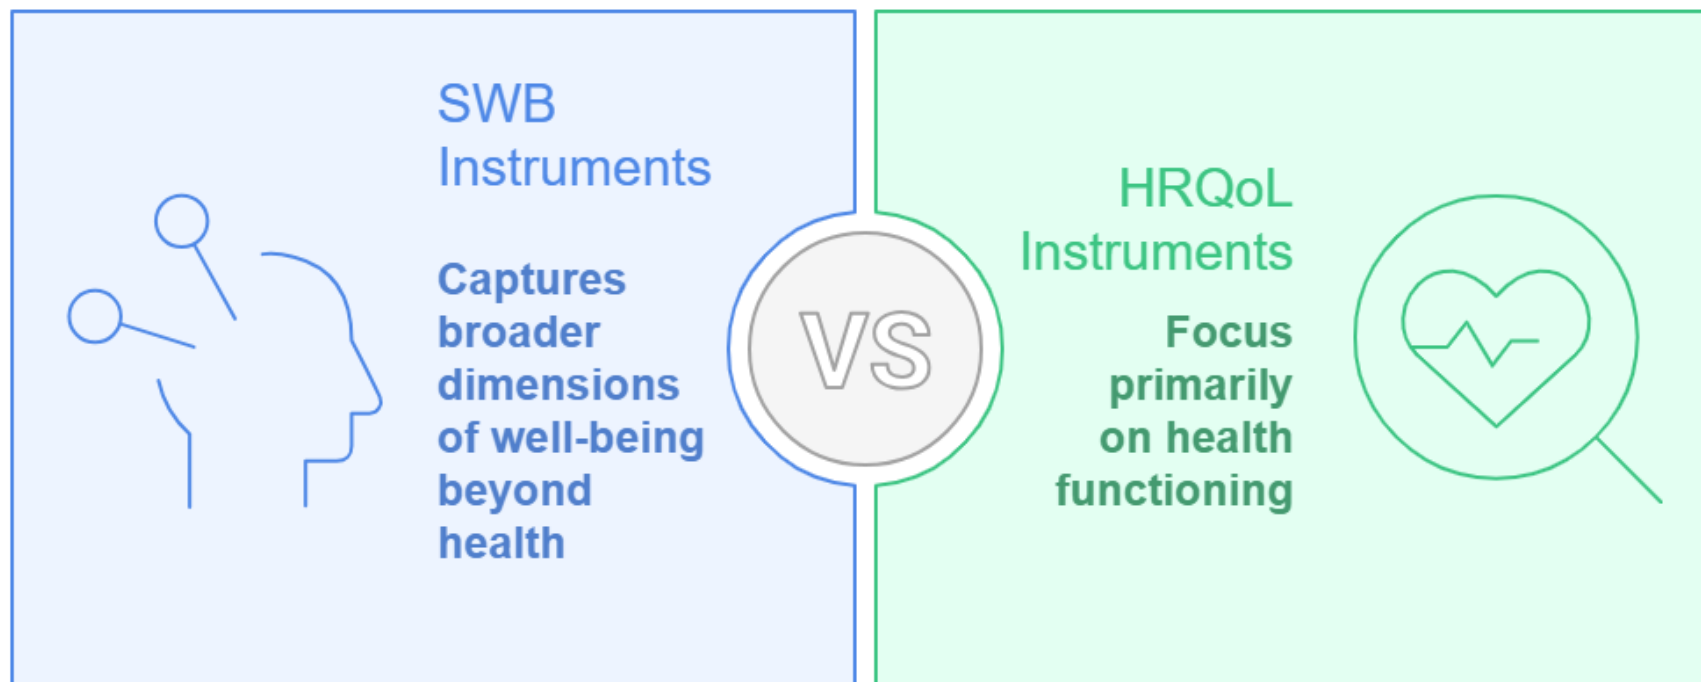 SWB
Instruments
Captures
broader
dimensions
of well-being
beyond
health
VS
HRQoL
Instruments
Focus
primarily
on health
functioning